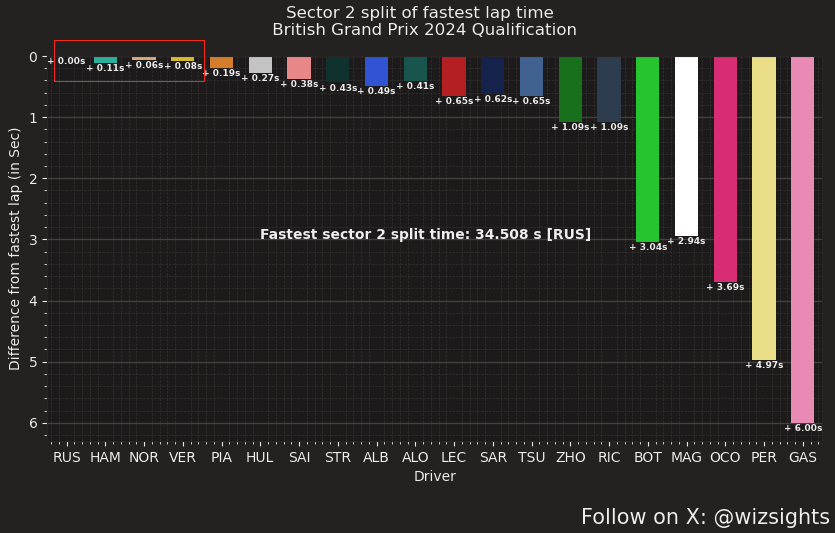 Sector 2 split of fastest lap time
British Grand Prix 2024 Qualification
Difference from fastest lap (in Sec)
0
1
2
3
4
5
6
+ 0.00s + 0.11s + 0.06s + 0.08s + 0.19s + 0.27s + 0.38s + 0.43s + 0.49s + 0.41s + 0.65s + 0.62s + 0.65s + 1.09s + 1.09s + 3.04s + 2.94s + 3.69s + 4.97s + 6.00s
Fastest sector 2 split time: 34.508 s [RUS]
RUS HAM NOR VER PIA HUL SAI STR ALB ALO LEC SAR TSU ZHO RIC BOT MAG OCO PER GAS
Driver
Follow on X: @wizsights